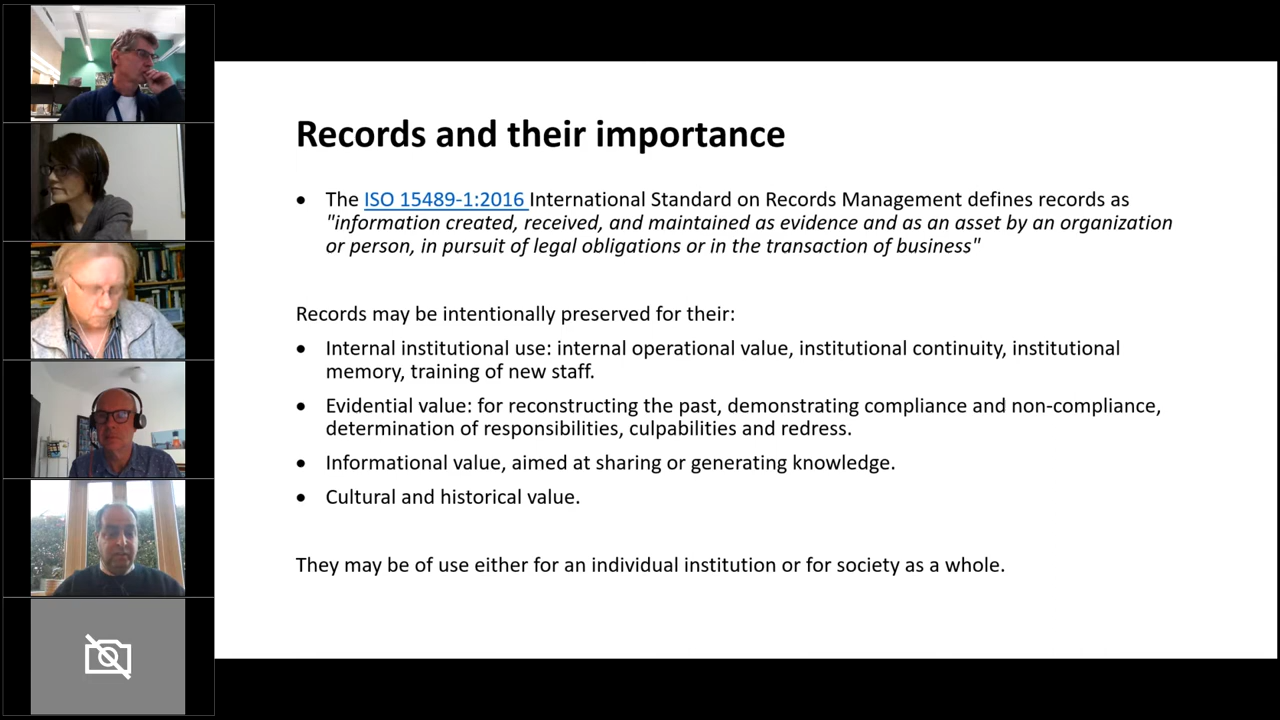 Records and their importance
• The ISO 15489-1:2016 International Standard on Records Management defines records as
"information created, received, and maintained as evidence and as an asset by an organization
or person, in pursuit of legal obligations or in the transaction of business"
Records may be intentionally preserved for their:
• Internal institutional use: internal operational value, institutional continuity, institutional
memory, training of new staff.
• Evidential value: for reconstructing the past, demonstrating compliance and non-compliance,
determination of responsibilities, culpabilities and redress.
• Informational value, aimed at sharing or generating knowledge.
• Cultural and historical value.
They may be of use either for an individual institution or for society as a whole.